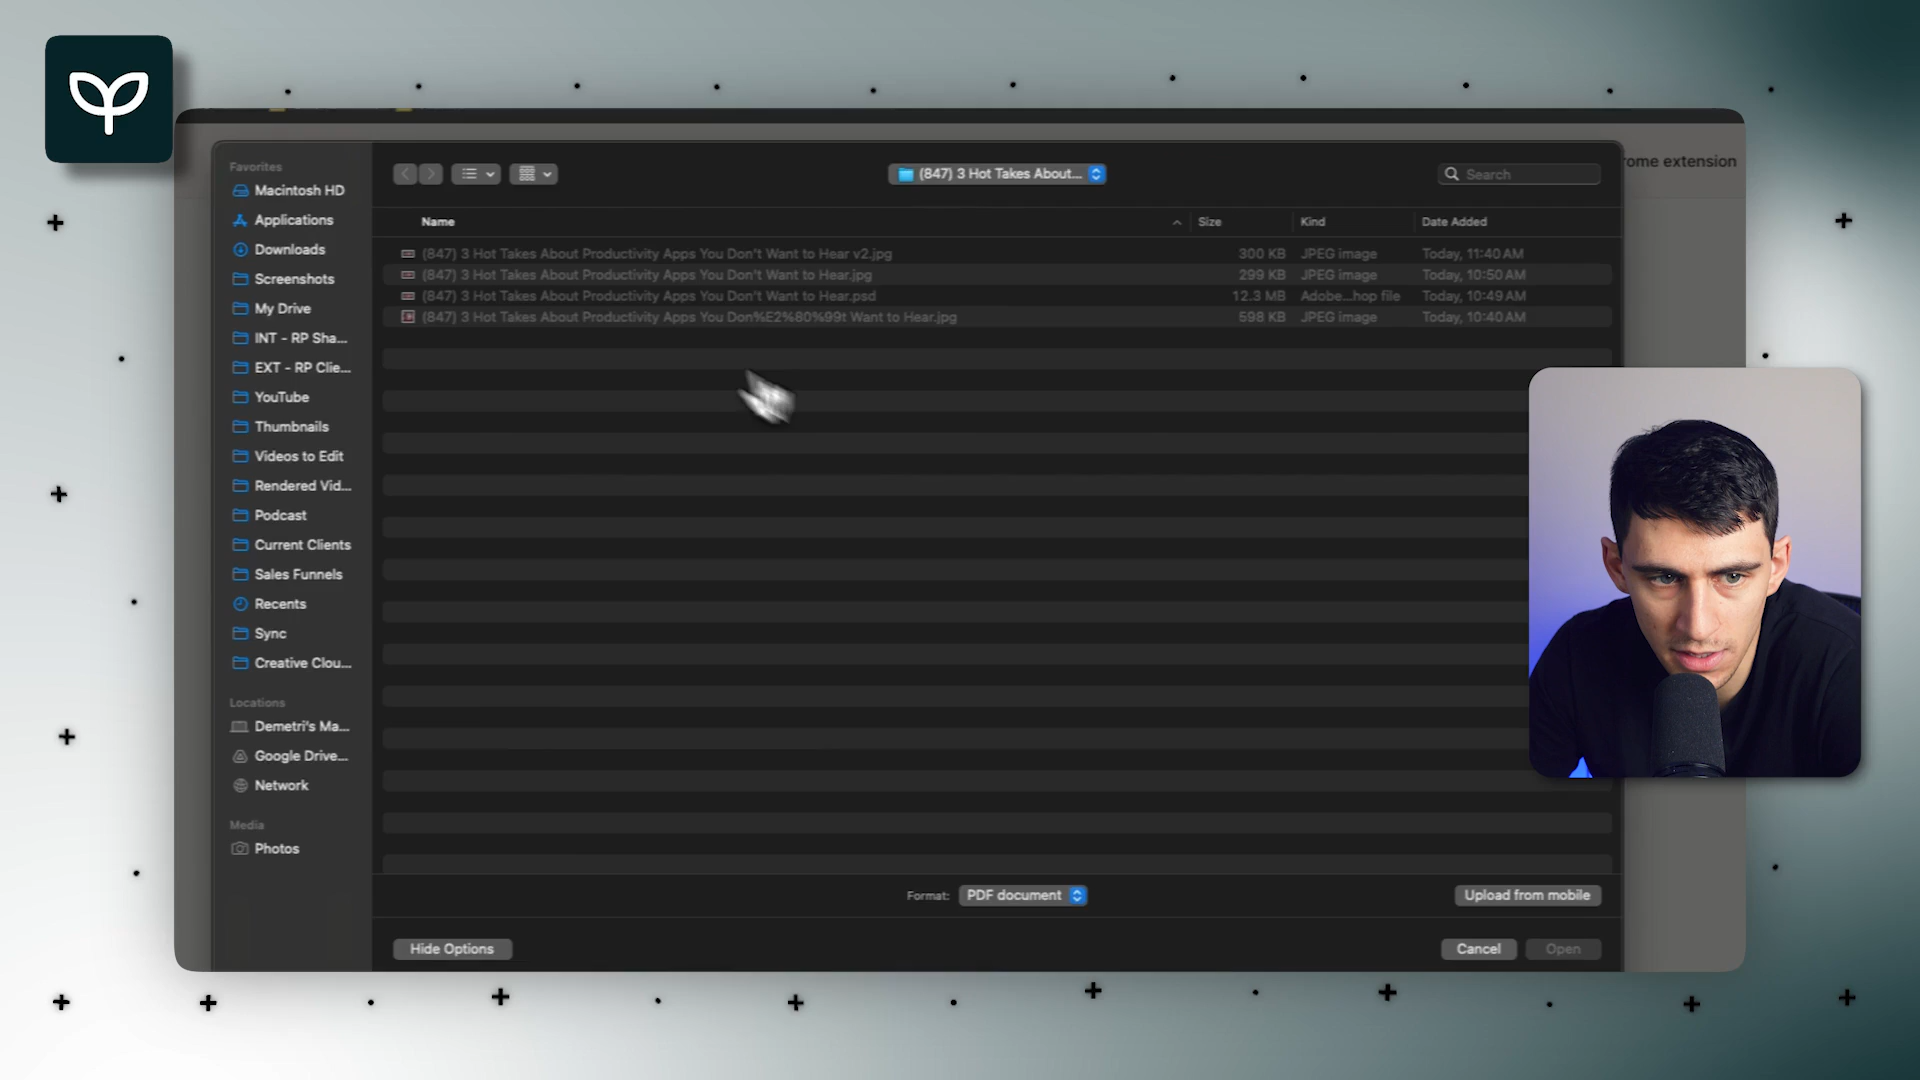 Favorites
Macintosh HD
Applications
Downloads
Screenshots
My Drive
INT - RP Sha...
EXT - RP Clie...
YouTube
Thumbnails
Videos to Edit
Rendered Vid...
Podcast
Current Clients
Sales Funnels
Recents
Sync
Creative Clou...
Locations
Demetri's Ma...
Google Drive...
Network
Media
Photos
(847) 3 Hot Takes About...
Search
rome extension
Name Size Kind Date Added
(847) 3 Hot Takes About Productivity Apps You Don't Want to Hear v2.jpg 300 KB JPEG image Today, 11:40 AM
(847) 3 Hot Takes About Productivity Apps You Don't Want to Hear.jpg 299 KB JPEG image Today, 10:50 AM
(847) 3 Hot Takes About Productivity Apps You Don't Want to Hear.psd 12.3 MB Adobe...hop file Today, 10:49 AM
(847) 3 Hot Takes About Productivity Apps You Don%E2%80%99t Want to Hear.jpg 598 KB JPEG image Today, 10:40 AM
Format: PDF document
Upload from mobile
Hide Options
Cancel
Open